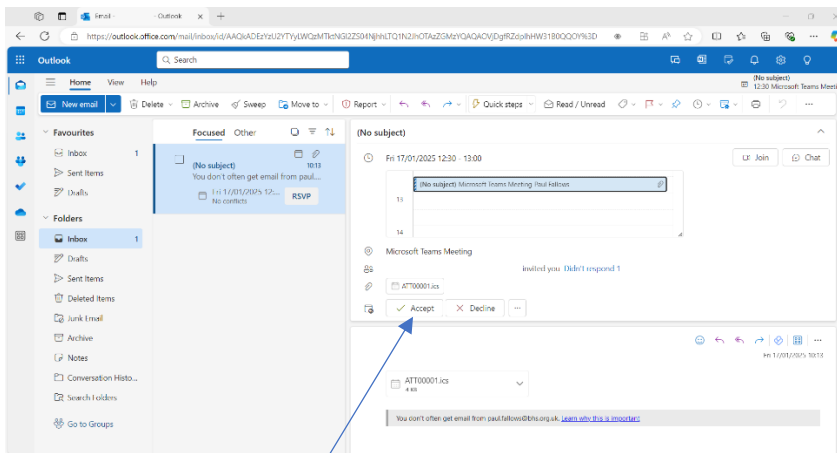 Email - - Outlook
https://outlook.office.com/mail/inbox/id/
Outlook
Search
Home View Help
(No subject)
12:30 Microsoft Teams Meeti
New email Delete Archive Sweep Move to Report Quick steps Read / Unread
Favourites
Inbox 1
Sent Items
Drafts
Folders
Inbox 1
Drafts
Sent Items
Deleted Items
Junk Email
Archive
Notes
Conversation Histo...
Search Folders
Go to Groups
Focused Other
(No subject) 10:13
You don't often get email from paul....
Fri 17/01/2025 12:...
No conflicts
RSVP
(No subject)
Fri 17/01/2025 12:30 - 13:00
Join Chat
(No subject) Microsoft Teams Meeting Paul Fallows
13
14
Microsoft Teams Meeting
invited you Didn't respond 1
ATT00001.ics
Accept Decline ...
Fri 17/01/2025 10:13
ATT00001.ics
4 KB
You don't often get email from paul.fallows@bhs.org.uk. Learn why this is important